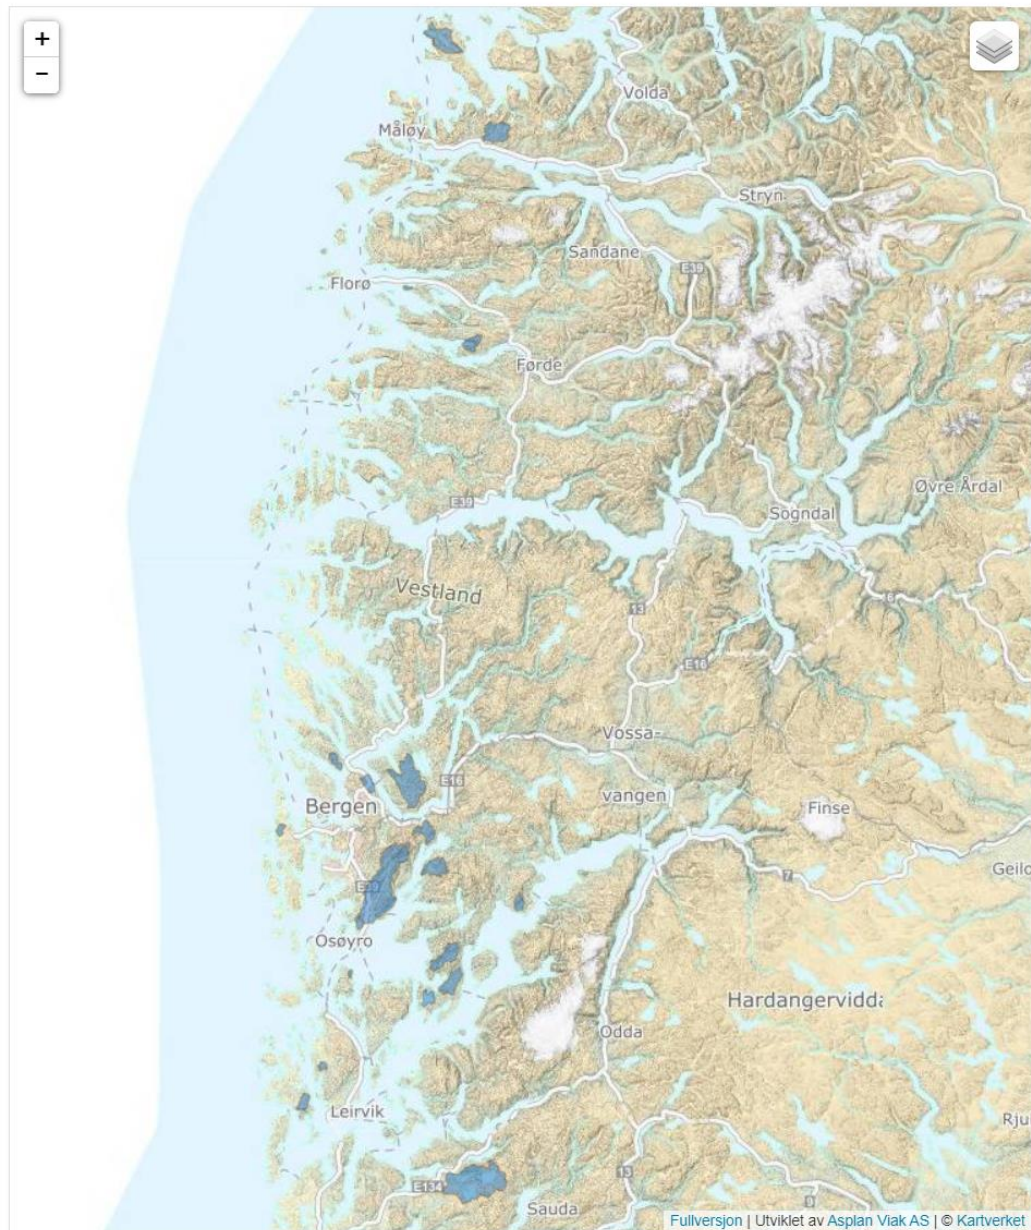 +
−
Volda
Måløy
Stryn
Sandane
E39
Florø
Førde
Øvre Årdal
E39
Sogndal
Vestland
13
E16
Vossa-
vangen
E16
Bergen
Finse
7
Geilo
E39
Osøyro
Hardangervidda
Odda
Leirvik
Rju
13
E134
9
Sauda
Fullversjon | Utviklet av Asplan Viak AS | © Kartverket